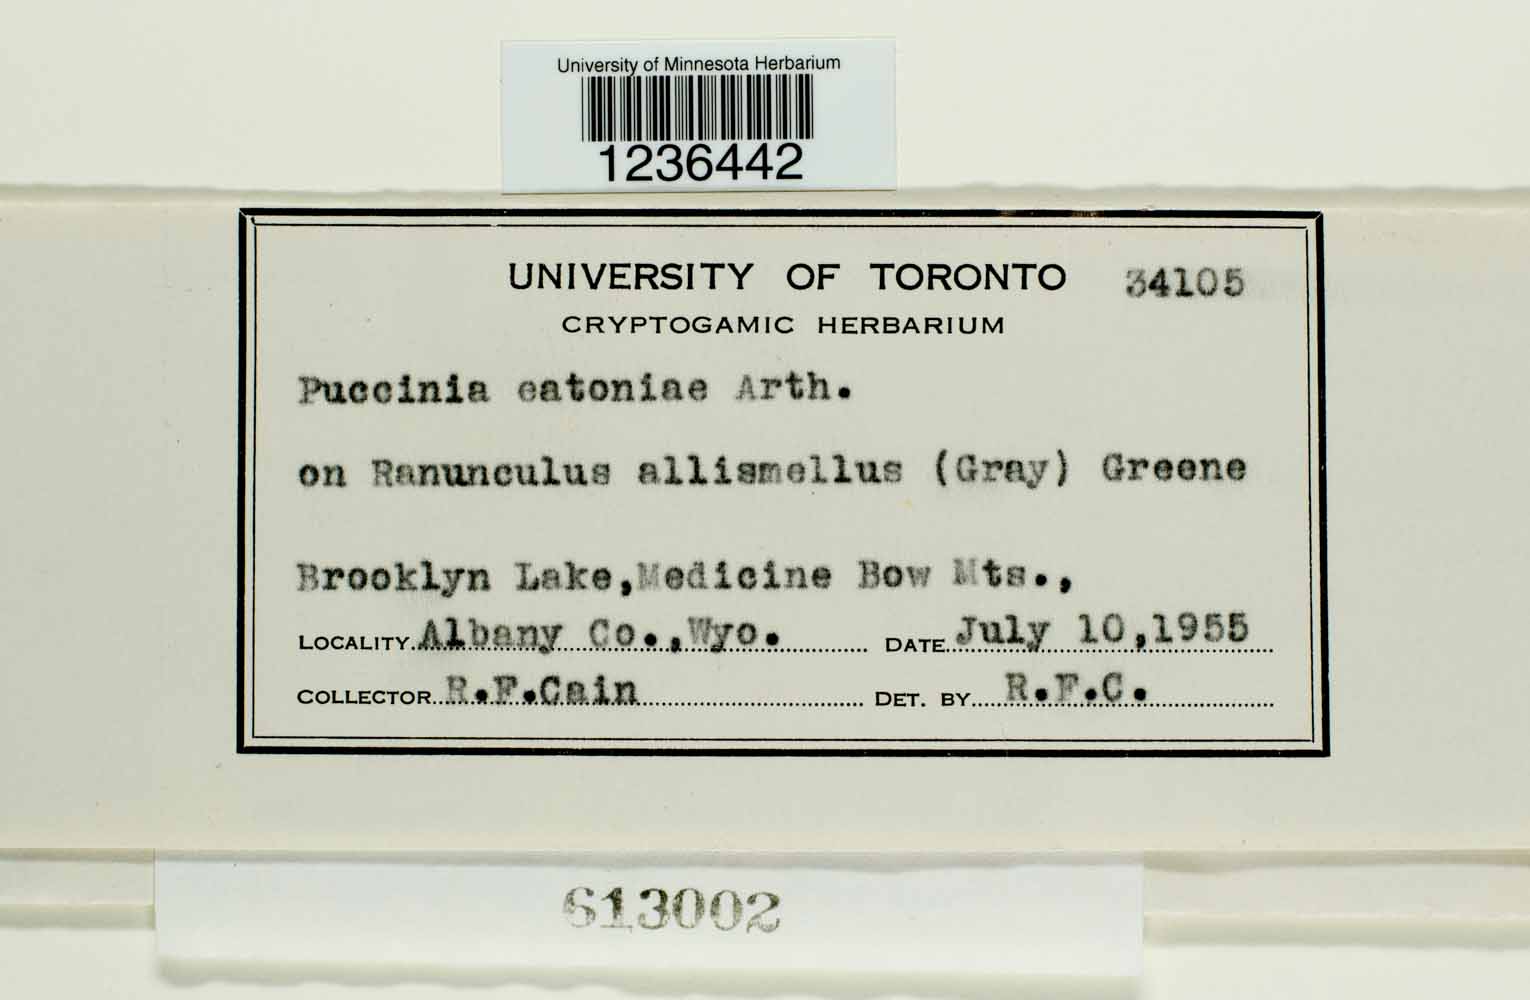 University of Minnesota Herbarium
1236442
UNIVERSITY OF TORONTO 34105
CRYPTOGAMIC HERBARIUM
Puccinia eatoniae Arth.
on Ranunculus allismellus (Gray) Greene
Brooklyn Lake,Medicine Bow Mts.,
LOCALITY Albany Co.,Wyo. DATE July 10,1955
COLLECTOR R.F.Cain DET. BY R.F.C.
613002